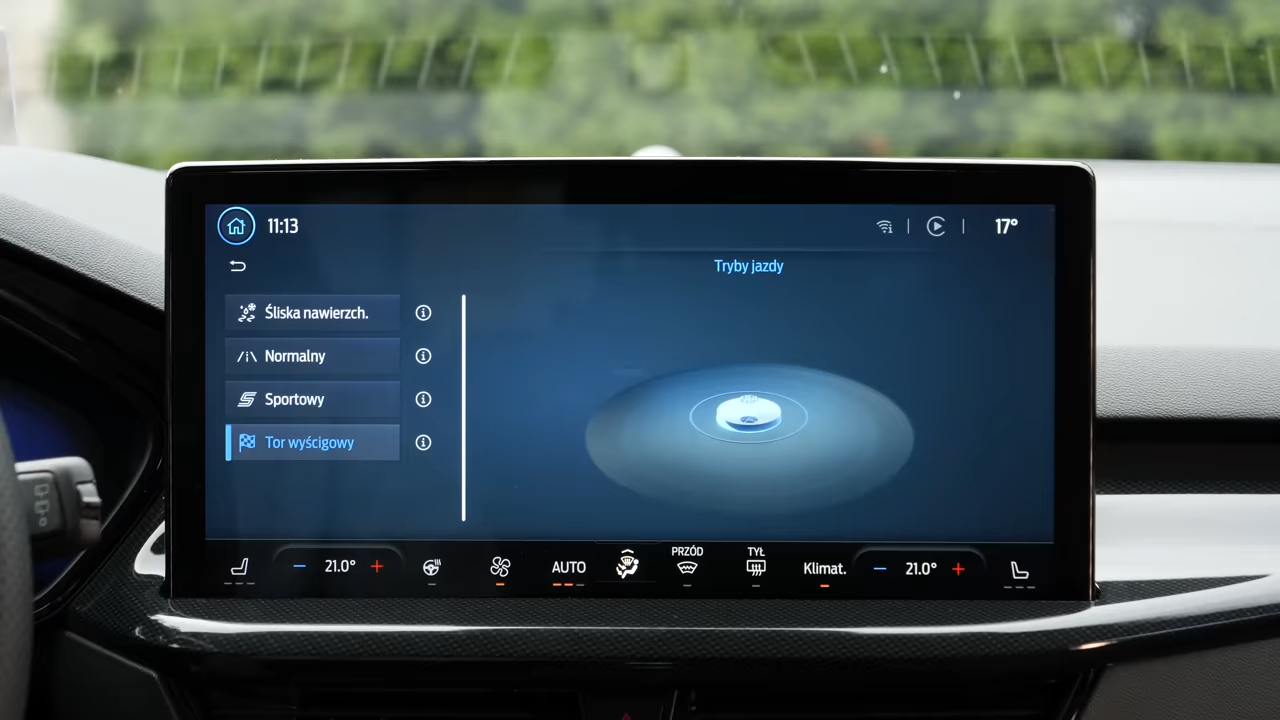 11:13
17°
Tryby jazdy
Śliska nawierzch.
Normalny
Sportowy
Tor wyścigowy
− 21.0° +
AUTO
PRZÓD
TYŁ
Klimat.
− 21.0° +